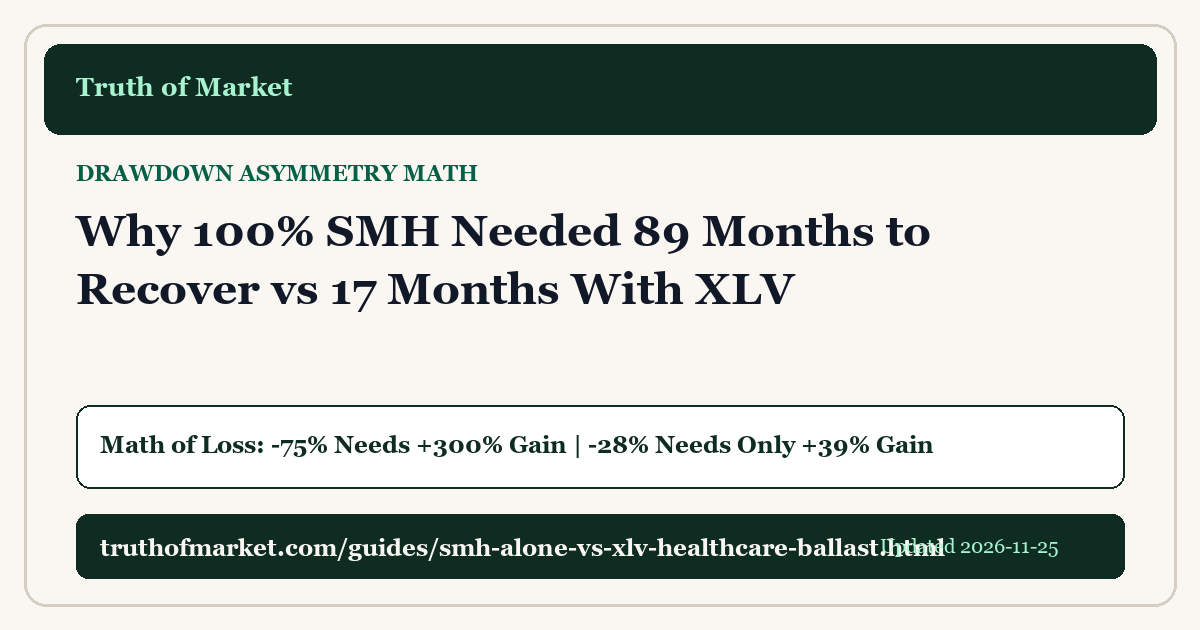 Truth of Market
DRAWDOWN ASYMMETRY MATH
Why 100% SMH Needed 89 Months to
Recover vs 17 Months With XLV
Math of Loss: -75% Needs +300% Gain | -28% Needs Only +39% Gain
truthofmarket.com/guides/smh-alone-vs-xlv-healthcare-ballast.html
Updated 2026-11-25